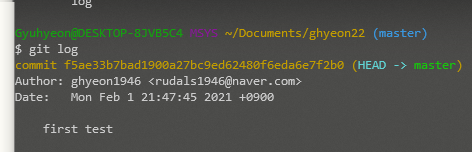 log
Gyuhyeon@DESKTOP-8JVB5C4 ~/Documents/ghyeon22 (master)
$ git log
commit f5ae33b7bad1900a27bc9ed62480f6eda6e7f2b0 (HEAD -> master)
Author: ghyeon1946 <rudals1946@naver.com>
Date: Mon Feb 1 21:47:45 2021 +0900
first test